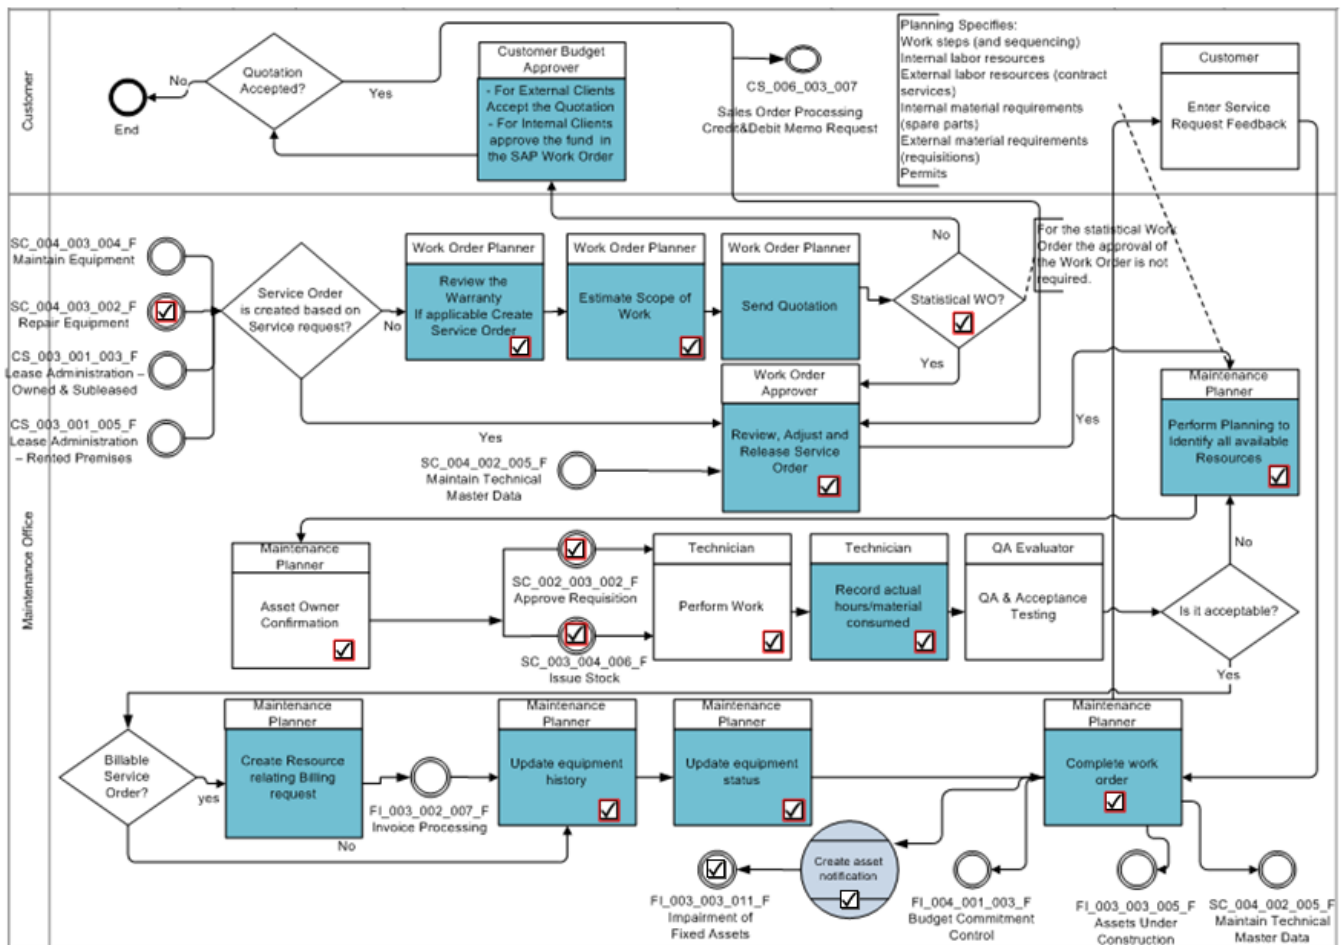 Customer
Quotation
Accepted?
No
Yes
End
Customer Budget
Approver
- For External Clients
Accept the Quotation
- For Internal Clients
approve the fund in
the SAP Work Order
CS_006_003_007
Sales Order Processing
Credit&Debit Memo Request
Planning Specifies:
Work steps (and sequencing)
Internal labor resources
External labor resources (contract
services)
Internal material requirements
(spare parts)
External material requirements
(requisitions)
Permits
Customer
Enter Service
Request Feedback
Maintenance Office
SC_004_003_004_F
Maintain Equipment
SC_004_003_002_F
Repair Equipment
CS_003_001_003_F
Lease Administration –
Owned & Subleased
CS_003_001_005_F
Lease Administration
– Rented Premises
Service Order
is created based on
Service request?
No
Yes
Work Order Planner
Review the
Warranty
If applicable Create
Service Order
Work Order Planner
Estimate Scope of
Work
Work Order Planner
Send Quotation
No
Statistical WO?
Yes
For the statistical Work
Order the approval of
the Work Order is not
required.
Work Order
Approver
Review, Adjust and
Release Service
Order
SC_004_002_005_F
Maintain Technical
Master Data
Yes
Maintenance
Planner
Perform Planning to
Identify all available
Resources
Maintenance
Planner
Asset Owner
Confirmation
SC_002_003_002_F
Approve Requisition
SC_003_004_006_F
Issue Stock
Technician
Perform Work
Technician
Record actual
hours/material
consumed
QA Evaluator
QA & Acceptance
Testing
No
Is it acceptable?
Yes
Billable
Service
Order?
yes
No
Maintenance
Planner
Create Resource
relating Billing
request
FI_003_002_007_F
Invoice Processing
Maintenance
Planner
Update equipment
history
Maintenance
Planner
Update equipment
status
Maintenance
Planner
Complete work
order
Create asset
notification
FI_003_003_011_F
Impairment of
Fixed Assets
FI_004_001_003_F
Budget Commitment
Control
FI_003_003_005_F
Assets Under
Construction
SC_004_002_005_F
Maintain Technical
Master Data